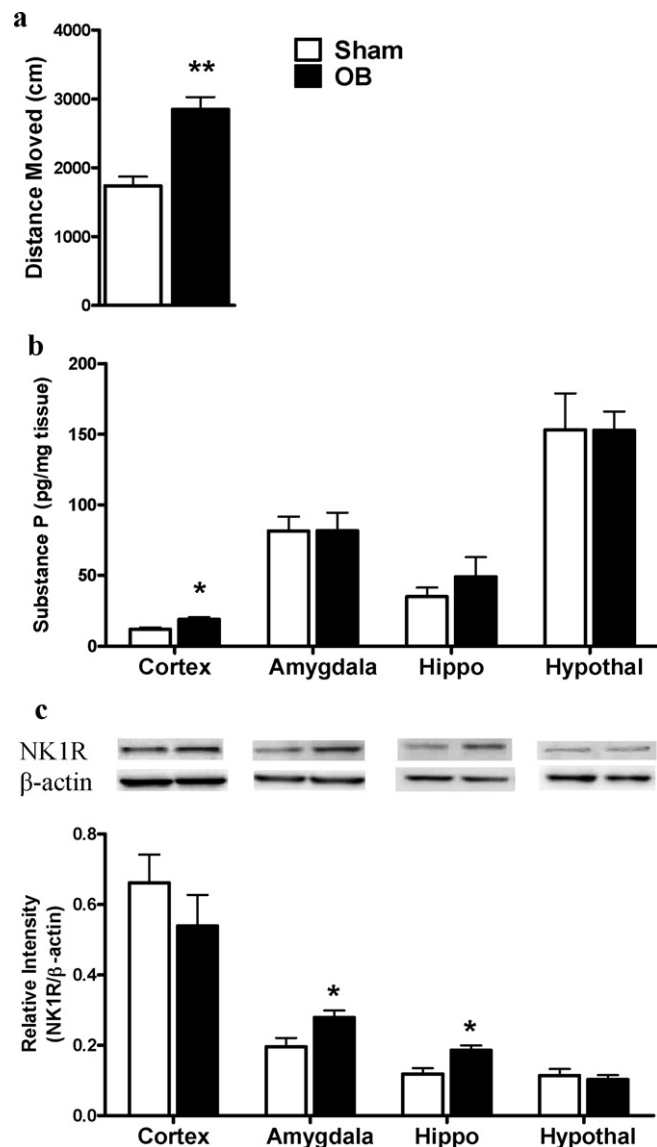 a
4000
3000
2000
1000
0
Distance Moved (cm)
**
Sham
OB
b
200
150
100
50
0
Substance P (pg/mg tissue)
*
Cortex Amygdala Hippo Hypothal
c
NK1R
β-actin
0.8
0.6
0.4
0.2
0.0
Relative Intensity
(NK1R/β-actin)
* *
Cortex Amygdala Hippo Hypothal